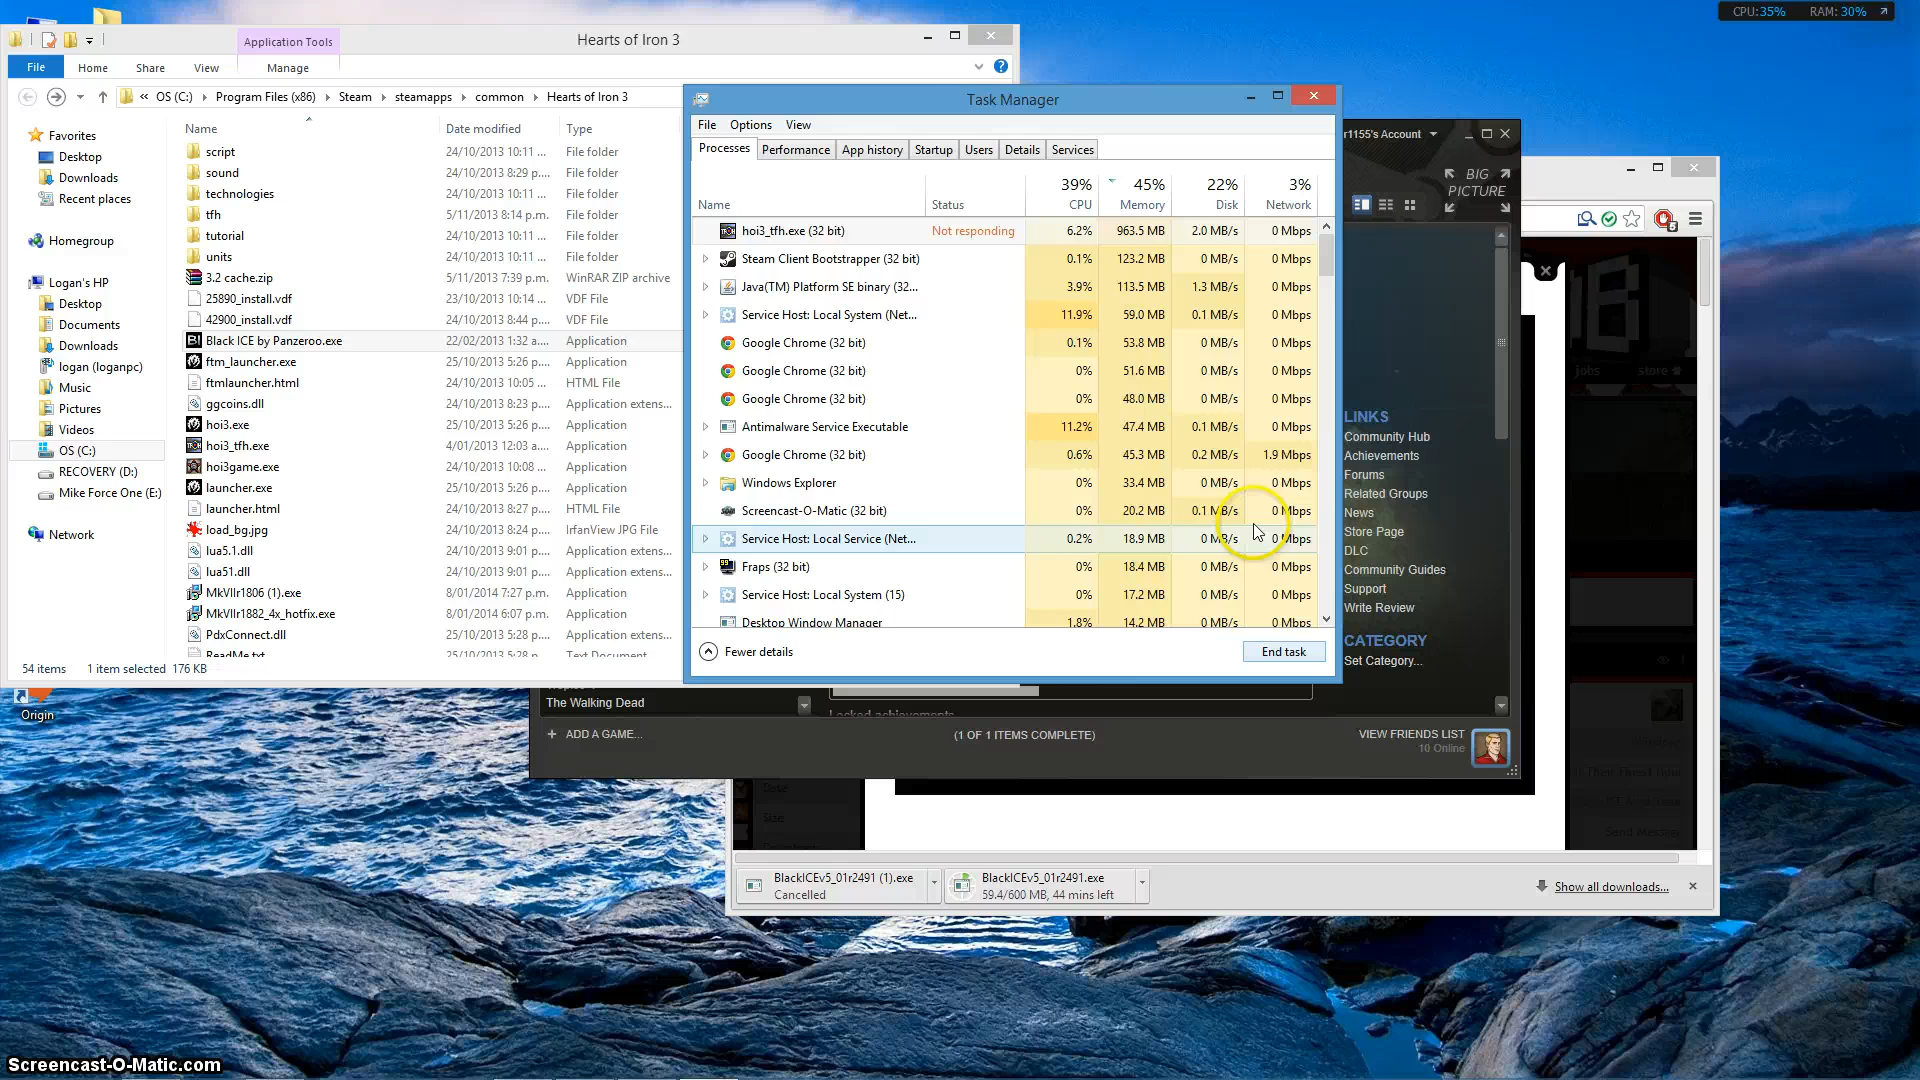 CPU:35% RAM: 30%
Application Tools
Hearts of Iron 3
File Home Share View Manage
« OS (C:) Program Files (x86) Steam steamapps common Hearts of Iron 3
Favorites
Desktop
Downloads
Recent places
Homegroup
Logan's HP
Desktop
Documents
Downloads
logan (loganpc)
Music
Pictures
Videos
OS (C:)
RECOVERY (D:)
Mike Force One (E:)
Network
Name Date modified Type
script 24/10/2013 10:11 ... File folder
sound 24/10/2013 8:29 p.... File folder
technologies 24/10/2013 10:11 ... File folder
tfh 5/11/2013 8:14 p.m. File folder
tutorial 24/10/2013 10:11 ... File folder
units 24/10/2013 10:11 ... File folder
3.2 cache.zip 5/11/2013 7:39 p.m. WinRAR ZIP archive
25890_install.vdf 23/10/2013 10:14 ... VDF File
42900_install.vdf 24/10/2013 8:44 p.... VDF File
Black ICE by Panzeroo.exe 22/02/2013 1:32 a.... Application
ftm_launcher.exe 25/10/2013 5:26 p.... Application
ftmlauncher.html 24/10/2013 10:05 ... HTML File
ggcoins.dll 24/10/2013 8:23 p.... Application extens...
hoi3.exe 25/10/2013 5:26 p.... Application
hoi3_tfh.exe 4/01/2013 12:03 a.... Application
hoi3game.exe 24/10/2013 10:08 ... Application
launcher.exe 25/10/2013 5:26 p.... Application
launcher.html 24/10/2013 8:27 p.... HTML File
load_bg.jpg 24/10/2013 8:24 p.... IrfanView JPG File
lua5.1.dll 24/10/2013 9:01 p.... Application extens...
lua51.dll 24/10/2013 9:01 p.... Application extens...
MkVIIr1806 (1).exe 8/01/2014 7:27 p.m. Application
MkVIIr1882_4x_hotfix.exe 8/01/2014 6:07 p.m. Application
PdxConnect.dll 25/10/2013 5:28 p.... Application extens...
ReadMe.txt 25/10/2013 5:28 p.... Text Document
54 items 1 item selected 176 KB
Task Manager
File Options View
Processes Performance App history Startup Users Details Services
39% 45% 22% 3%
Name Status CPU Memory Disk Network
hoi3_tfh.exe (32 bit) Not responding 6.2% 963.5 MB 2.0 MB/s 0 Mbps
Steam Client Bootstrapper (32 bit) 0.1% 123.2 MB 0 MB/s 0 Mbps
Java(TM) Platform SE binary (32... 3.9% 113.5 MB 1.3 MB/s 0 Mbps
Service Host: Local System (Net... 11.9% 59.0 MB 0.1 MB/s 0 Mbps
Google Chrome (32 bit) 0.1% 53.8 MB 0 MB/s 0 Mbps
Google Chrome (32 bit) 0% 51.6 MB 0 MB/s 0 Mbps
Google Chrome (32 bit) 0% 48.0 MB 0 MB/s 0 Mbps
Antimalware Service Executable 11.2% 47.4 MB 0.1 MB/s 0 Mbps
Google Chrome (32 bit) 0.6% 45.3 MB 0.2 MB/s 1.9 Mbps
Windows Explorer 0% 33.4 MB 0 MB/s 0 Mbps
Screencast-O-Matic (32 bit) 0% 20.2 MB 0.1 MB/s 0 Mbps
Service Host: Local Service (Net... 0.2% 18.9 MB 0 MB/s 0 Mbps
Fraps (32 bit) 0% 18.4 MB 0 MB/s 0 Mbps
Service Host: Local System (15) 0% 17.2 MB 0 MB/s 0 Mbps
Desktop Window Manager 1.8% 14.2 MB 0 MB/s 0 Mbps
Fewer details End task
r1155's Account
BIG
PICTURE
LINKS
Community Hub
Achievements
Forums
Related Groups
News
Store Page
DLC
Community Guides
Support
Write Review
CATEGORY
Set Category...
The Walking Dead
Locked achievements
+ ADD A GAME...
(1 OF 1 ITEMS COMPLETE)
VIEW FRIENDS LIST
10 Online
jobs store
Date
Size
Send Message
BlackICEv5_01r2491 (1).exe
Cancelled
BlackICEv5_01r2491.exe
59.4/600 MB, 44 mins left
Show all downloads...
Origin
Screencast-O-Matic.com